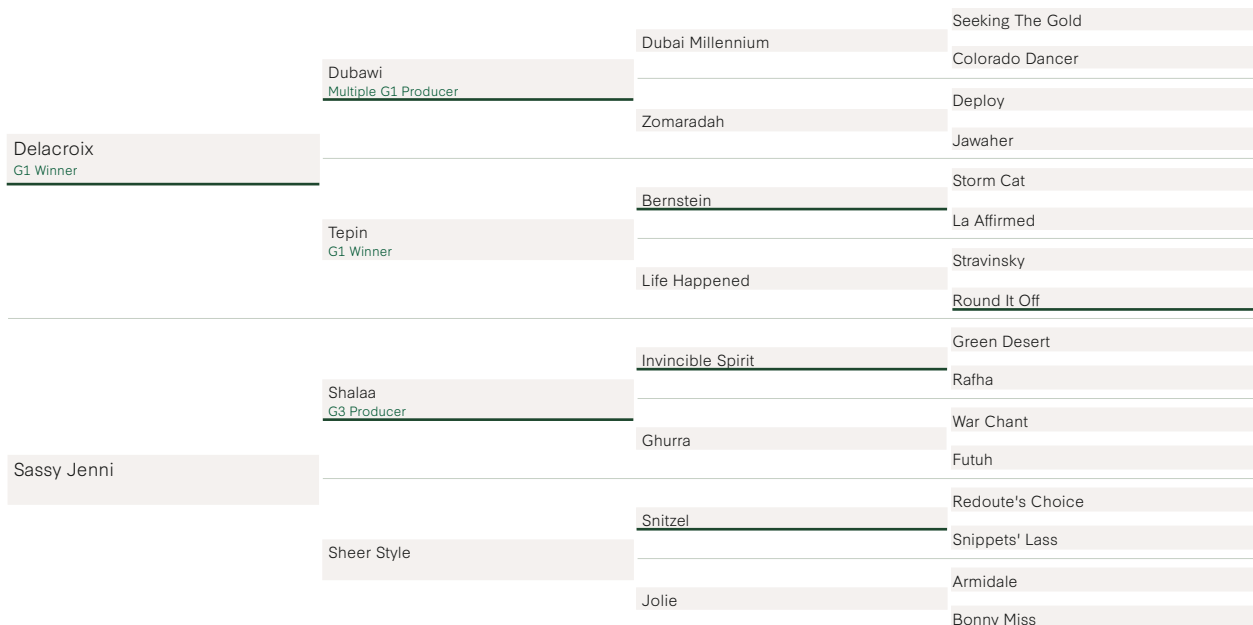 Delacroix
G1 Winner
Sassy Jenni
Dubawi
Multiple G1 Producer
Tepin
G1 Winner
Shalaa
G3 Producer
Sheer Style
Dubai Millennium
Zomaradah
Bernstein
Life Happened
Invincible Spirit
Ghurra
Snitzel
Jolie
Seeking The Gold
Colorado Dancer
Deploy
Jawaher
Storm Cat
La Affirmed
Stravinsky
Round It Off
Green Desert
Rafha
War Chant
Futuh
Redoute's Choice
Snippets' Lass
Armidale
Bonny Miss